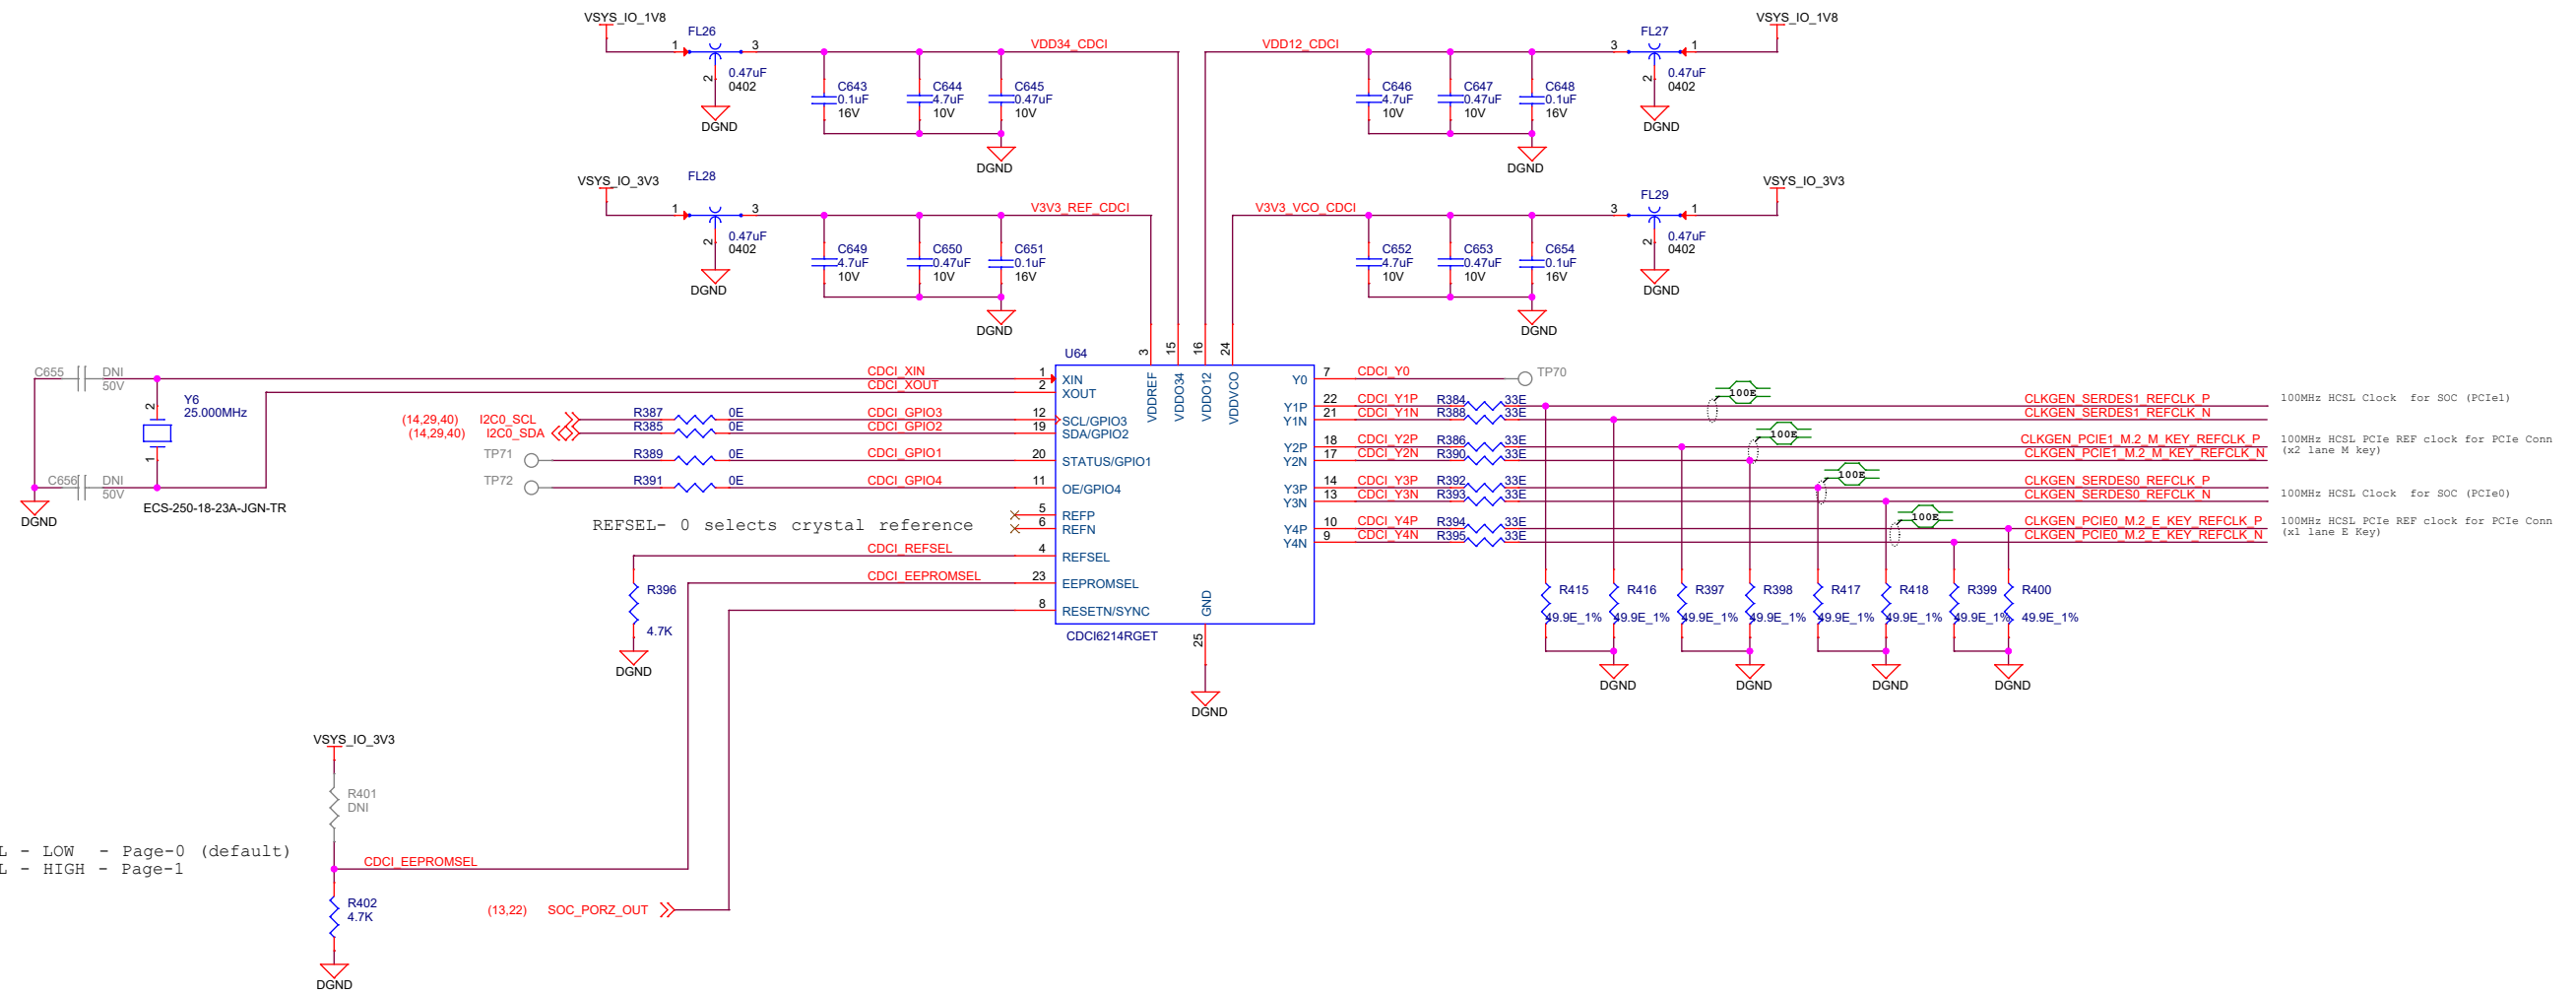 VSYS_IO_1V8
VSYS_IO_1V8
FL26
FL27
1
3
VDD34_CDCI
VDD12_CDCI
3
1
2
0.47uF
0402
C643
0.1uF
16V
C644
4.7uF
10V
C645
0.47uF
10V
C646
4.7uF
10V
C647
0.47uF
10V
C648
0.1uF
16V
2
0.47uF
0402
DGND
DGND
DGND
DGND
VSYS_IO_3V3
VSYS_IO_3V3
FL28
FL29
1
3
V3V3_REF_CDCI
V3V3_VCO_CDCI
3
1
2
0.47uF
0402
C649
4.7uF
10V
C650
0.47uF
10V
C651
0.1uF
16V
C652
4.7uF
10V
C653
0.47uF
10V
C654
0.1uF
16V
2
0.47uF
0402
DGND
DGND
DGND
DGND
U64
3
15
16
24
VDDREF
VDDO34
VDDO12
VDDVCO
C655
DNI
50V
Y6
25.000MHz
2
1
C656
DNI
50V
DGND
ECS-250-18-23A-JGN-TR
CDCI_XIN
1
XIN
CDCI_XOUT
2
XOUT
(14,29,40)
I2C0_SCL
R387
0E
CDCI_GPIO3
12
SCL/GPIO3
(14,29,40)
I2C0_SDA
R385
0E
CDCI_GPIO2
19
SDA/GPIO2
TP71
R389
0E
CDCI_GPIO1
20
STATUS/GPIO1
TP72
R391
0E
CDCI_GPIO4
11
OE/GPIO4
5
REFP
6
REFN
REFSEL- 0 selects crystal reference
CDCI_REFSEL
4
REFSEL
CDCI_EEPROMSEL
23
EEPROMSEL
8
RESETN/SYNC
R396
4.7K
DGND
CDCI6214RGET
GND
25
DGND
Y0
7
CDCI_Y0
TP70
Y1P
22
CDCI_Y1P
R384
33E
100E
CLKGEN_SERDES1_REFCLK_P
Y1N
21
CDCI_Y1N
R388
33E
CLKGEN_SERDES1_REFCLK_N
100MHz HCSL Clock  for SOC (PCIe1)
Y2P
18
CDCI_Y2P
R386
33E
100E
CLKGEN_PCIE1_M.2_M_KEY_REFCLK_P
Y2N
17
CDCI_Y2N
R390
33E
CLKGEN_PCIE1_M.2_M_KEY_REFCLK_N
100MHz HCSL PCIe REF clock for PCIe Conn
(x2 lane M key)
Y3P
14
CDCI_Y3P
R392
33E
100E
CLKGEN_SERDES0_REFCLK_P
Y3N
13
CDCI_Y3N
R393
33E
CLKGEN_SERDES0_REFCLK_N
100MHz HCSL Clock  for SOC (PCIe0)
Y4P
10
CDCI_Y4P
R394
33E
100E
CLKGEN_PCIE0_M.2_E_KEY_REFCLK_P
Y4N
9
CDCI_Y4N
R395
33E
CLKGEN_PCIE0_M.2_E_KEY_REFCLK_N
100MHz HCSL PCIe REF clock for PCIe Conn
(x1 lane E Key)
R415
49.9E_1%
R416
49.9E_1%
R397
49.9E_1%
R398
49.9E_1%
R417
49.9E_1%
R418
49.9E_1%
R399
49.9E_1%
R400
49.9E_1%
DGND
DGND
DGND
DGND
VSYS_IO_3V3
R401
DNI
L - LOW  - Page-0 (default)
L - HIGH - Page-1
CDCI_EEPROMSEL
R402
4.7K
(13,22)
SOC_PORZ_OUT
DGND